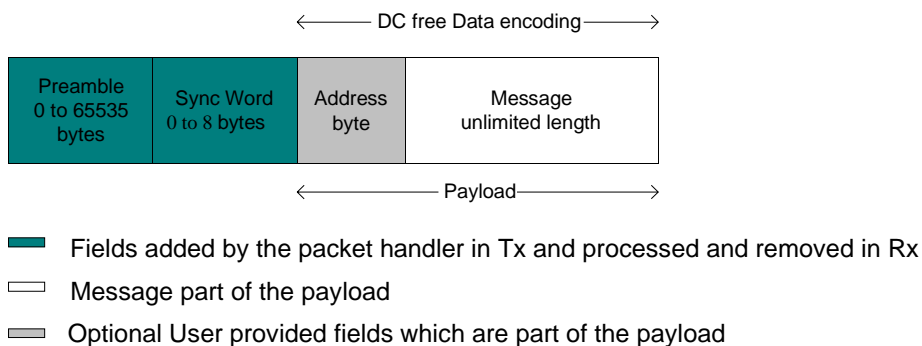 DC free Data encoding
Preamble
0 to 65535
bytes
Sync Word
0 to 8 bytes
Address
byte
Message
unlimited length
Payload
Fields added by the packet handler in Tx and processed and removed in Rx
Message part of the payload
Optional User provided fields which are part of the payload